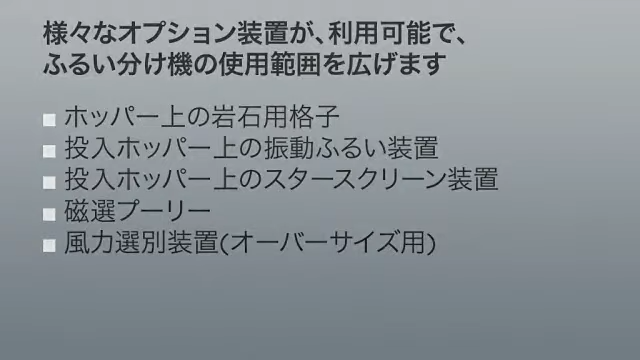 様々なオプション装置が、利用可能で、
ふるい分け機の使用範囲を広げます
ホッパー上の岩石用格子
投入ホッパー上の振動ふるい装置
投入ホッパー上のスタースクリーン装置
磁選プーリー
風力選別装置(オーバーサイズ用)